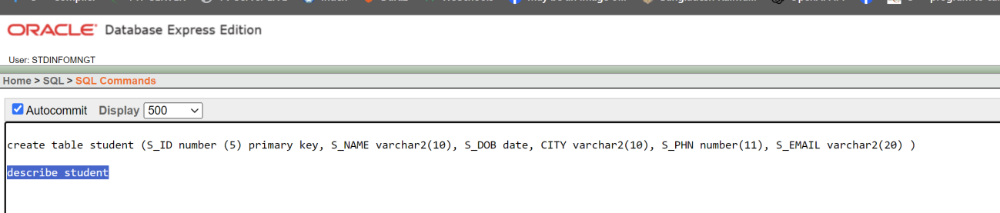 ORACLE Database Express Edition
User: STDINFOMNGT
Home > SQL > SQL Commands
Autocommit Display 500
create table student (S_ID number (5) primary key, S_NAME varchar2(10), S_DOB date, CITY varchar2(10), S_PHN number(11), S_EMAIL varchar2(20) )
describe student